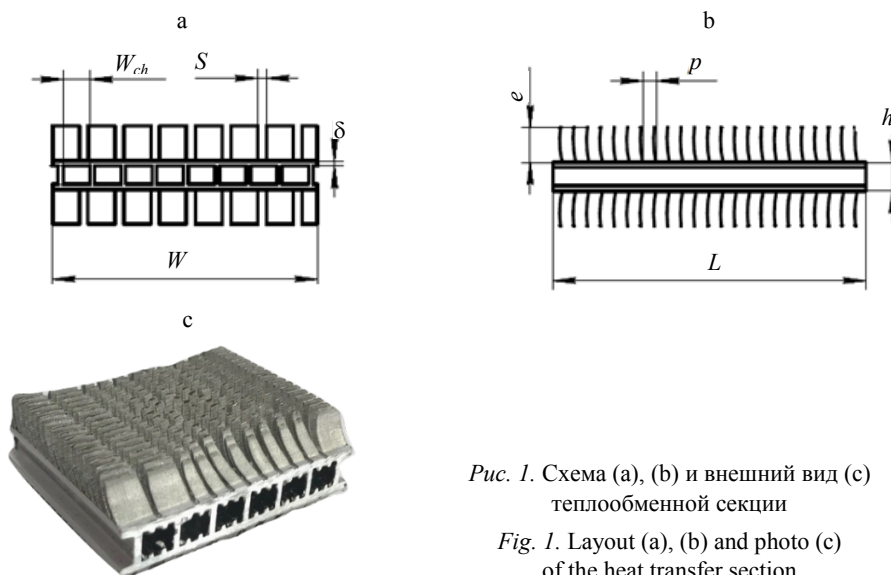 a
b
W_ch
S
δ
W
e
p
h
L
c
Рис. 1. Схема (a), (b) и внешний вид (c)
теплообменной секции
Fig. 1. Layout (a), (b) and photo (c)
of the heat transfer section